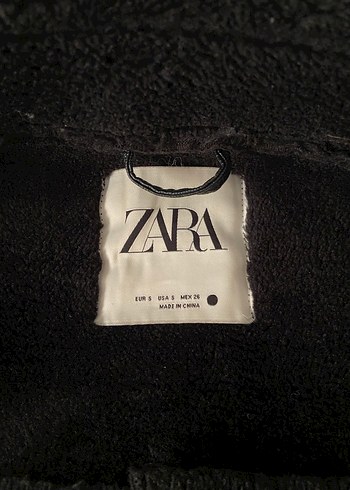 ZARA
EUR S USA S MEX 26
MADE IN CHINA